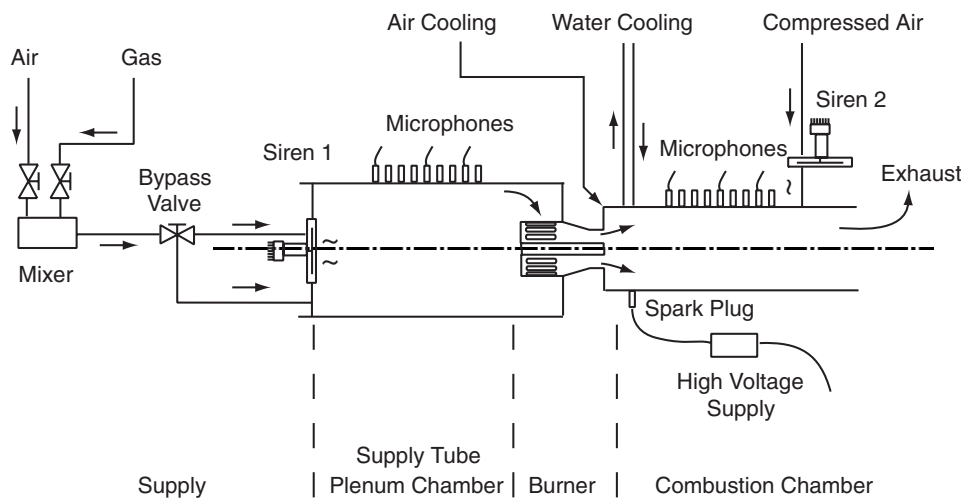 Air Cooling
Water Cooling
Compressed Air
Air
Gas
Siren 2
Microphones
Siren 1
Microphones
Bypass
Valve
Exhaust
~
~
~
Mixer
Spark Plug
High Voltage
Supply
Supply
Supply Tube
Plenum Chamber
Burner
Combustion Chamber